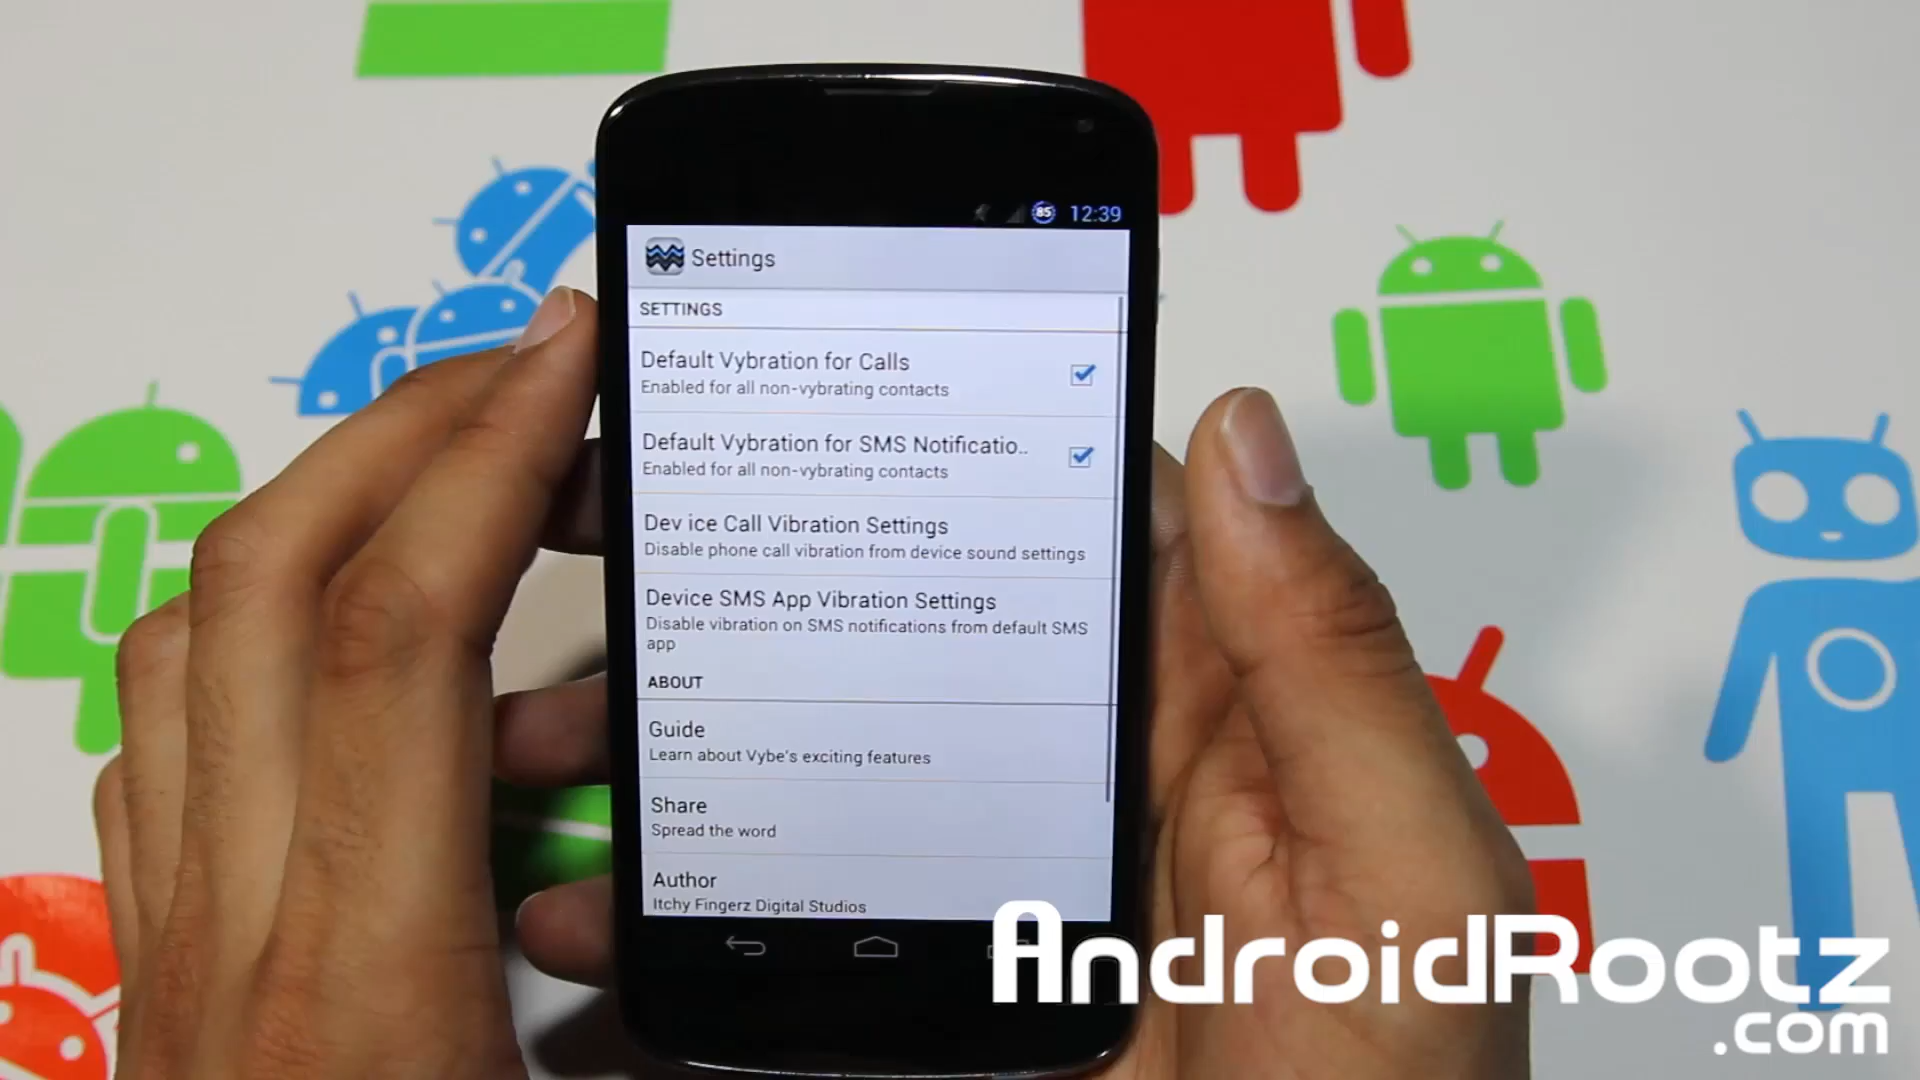 85 12:39
Settings
SETTINGS
Default Vybration for Calls
Enabled for all non-vybrating contacts
Default Vybration for SMS Notificatio..
Enabled for all non-vybrating contacts
Device Call Vibration Settings
Disable phone call vibration from device sound settings
Device SMS App Vibration Settings
Disable vibration on SMS notifications from default SMS
app
ABOUT
Guide
Learn about Vybe's exciting features
Share
Spread the word
Author
Itchy Fingerz Digital Studios
AndroidRootz
.com